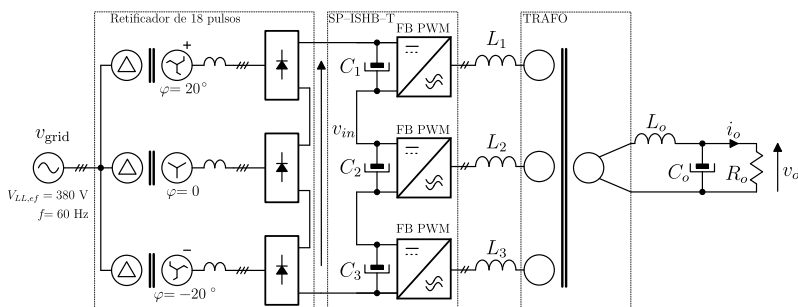 Retificador de 18 pulsos
SP–ISHB–T
TRAFO
FB PWM
+
φ= 20°
C₁
L₁
v_grid
V_LL,ef = 380 V
f= 60 Hz
φ= 0
v_in
FB PWM
C₂
L₂
L_o
i_o
C_o
R_o
v_o
−
φ= −20 °
FB PWM
C₃
L₃